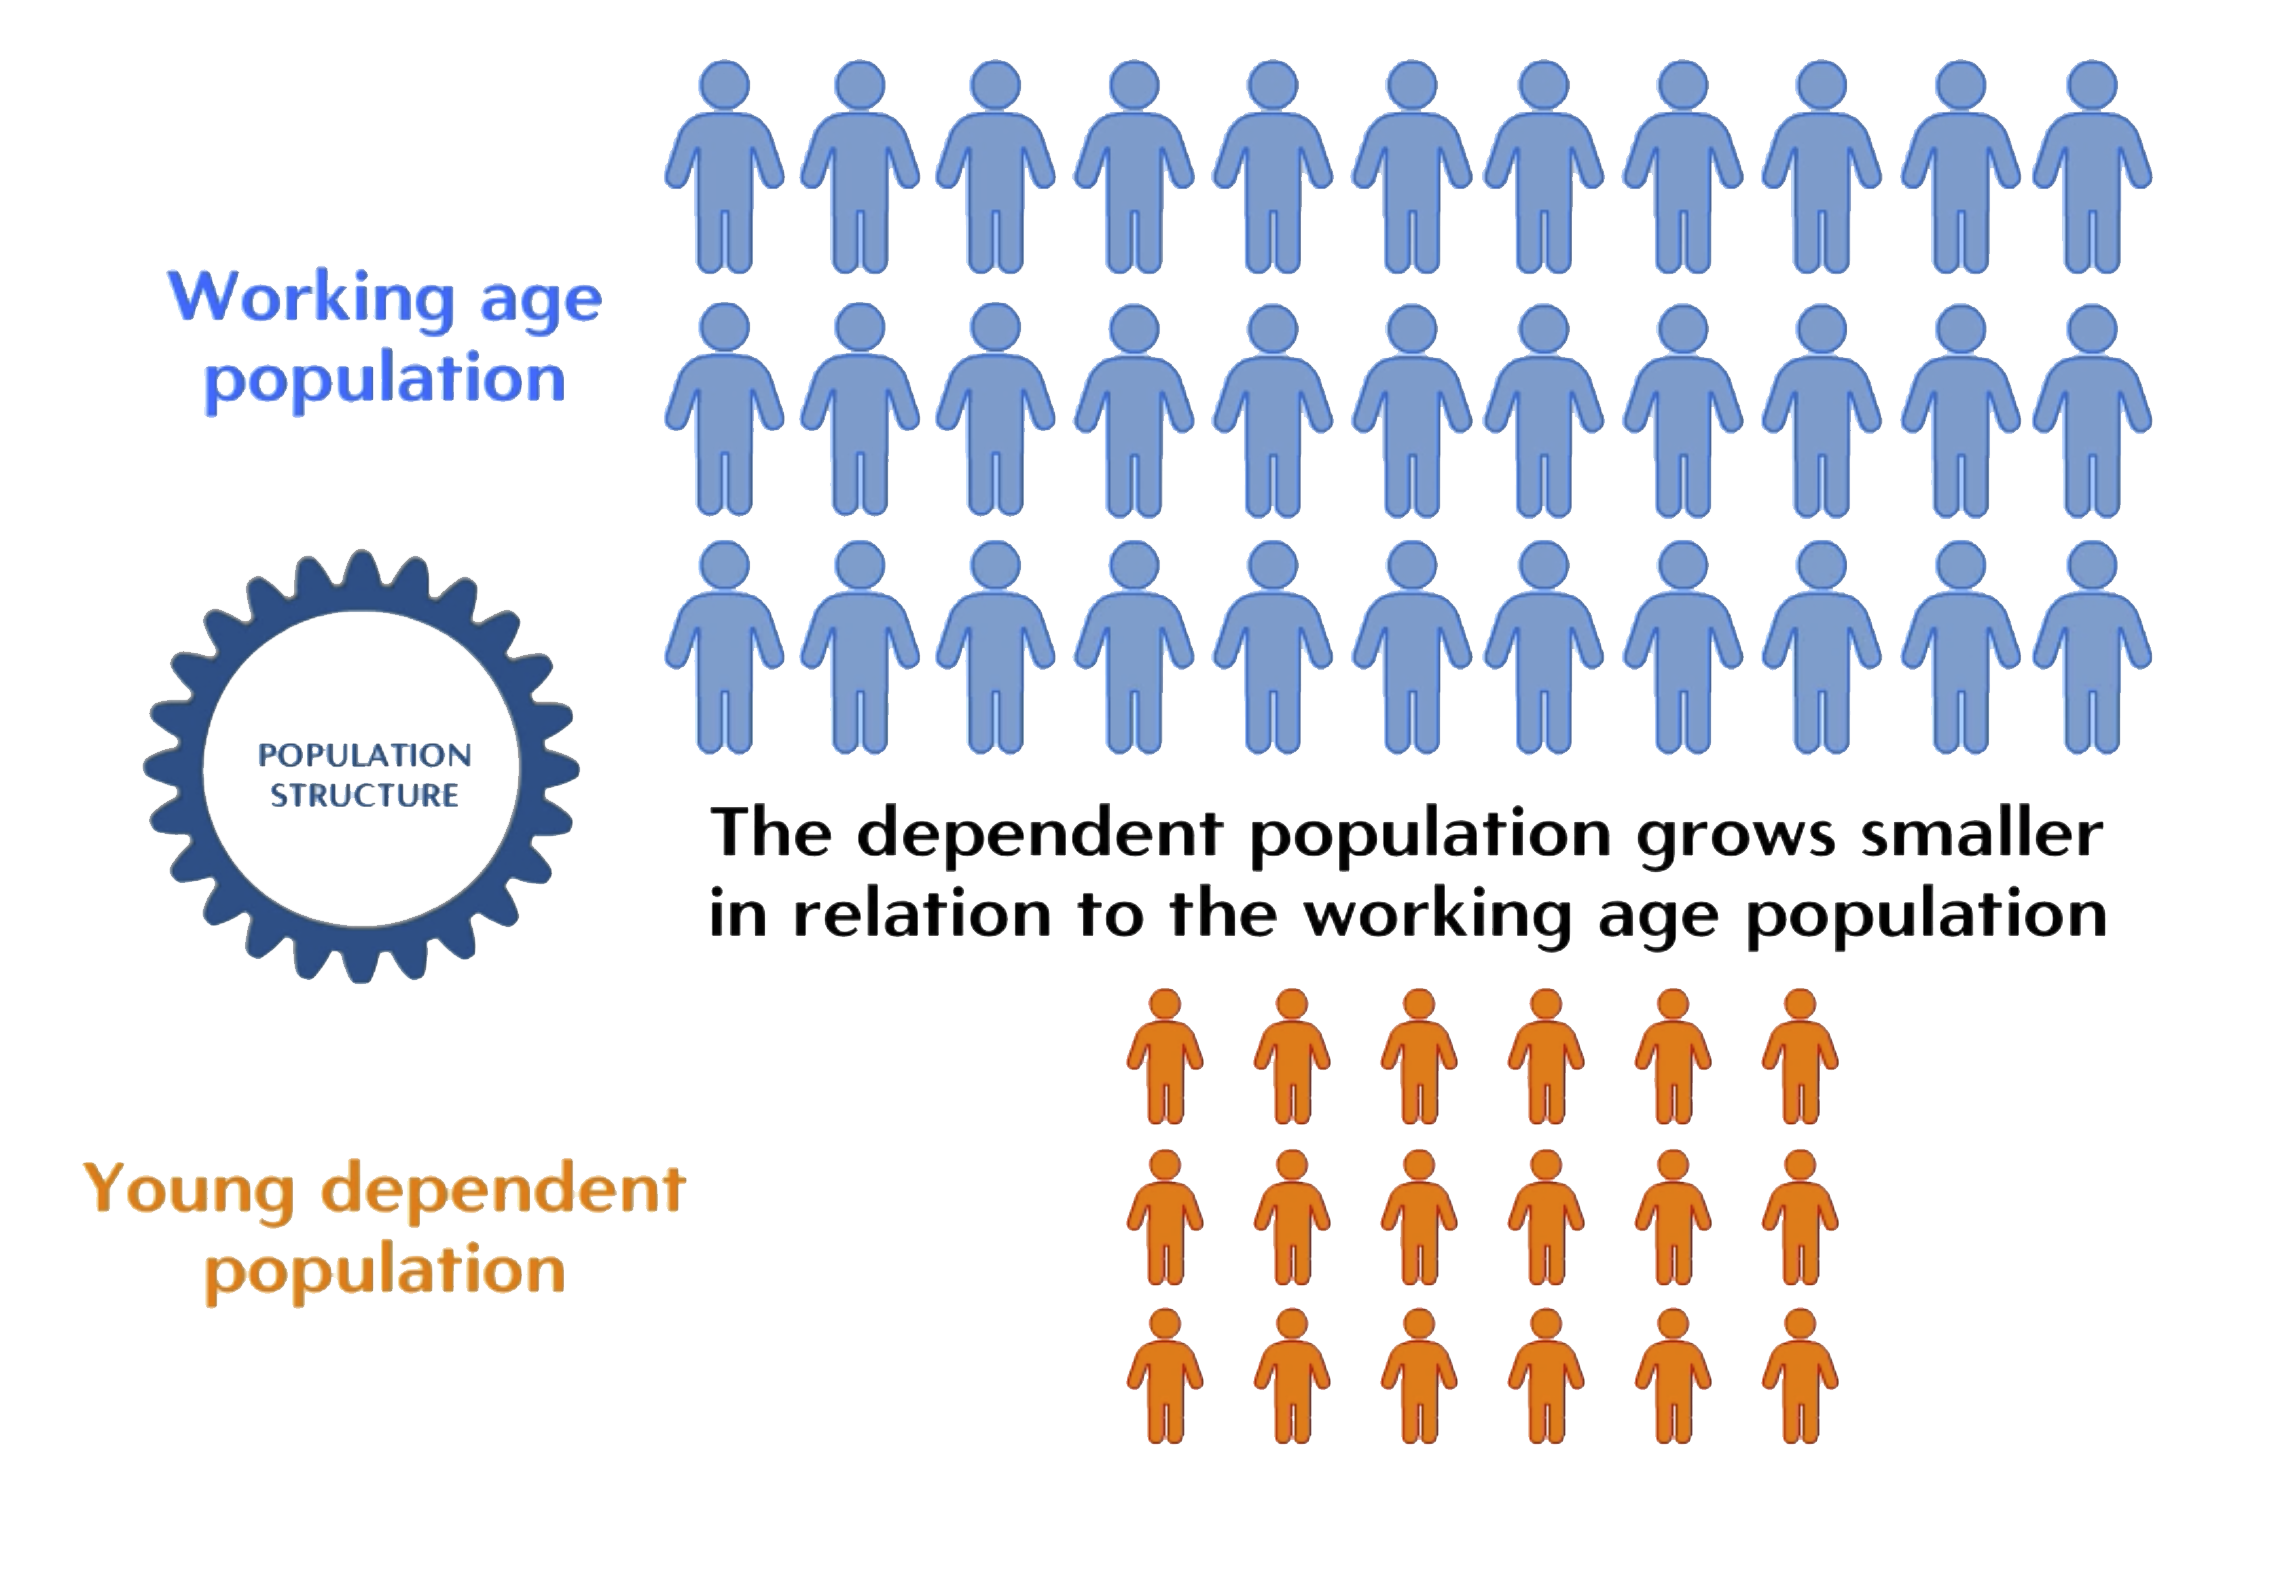 Working age
population
POPULATION
STRUCTURE
The dependent population grows smaller
in relation to the working age population
Young dependent
population